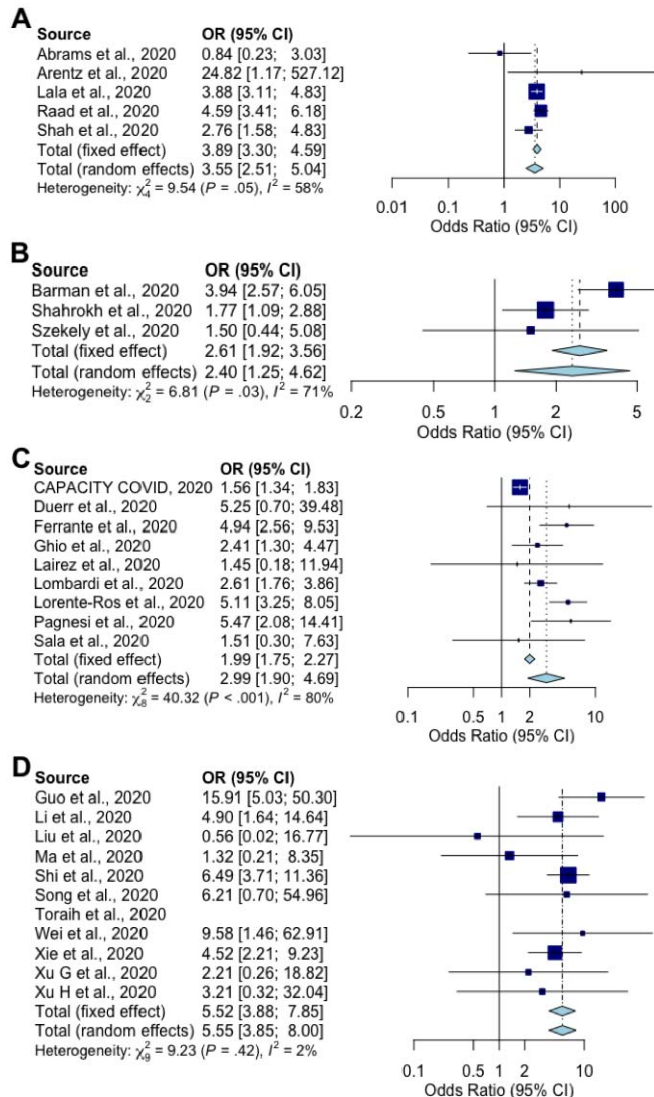 A
Source OR (95% CI)
Abrams et al., 2020 0.84 [0.23; 3.03]
Arentz et al., 2020 24.82 [1.17; 527.12]
Lala et al., 2020 3.88 [3.11; 4.83]
Raad et al., 2020 4.59 [3.41; 6.18]
Shah et al., 2020 2.76 [1.58; 4.83]
Total (fixed effect) 3.89 [3.30; 4.59]
Total (random effects) 3.55 [2.51; 5.04]
Heterogeneity: χ²₄ = 9.54 (P = .05), I² = 58%
0.01 0.1 1 10 100
Odds Ratio (95% CI)
B
Source OR (95% CI)
Barman et al., 2020 3.94 [2.57; 6.05]
Shahrokh et al., 2020 1.77 [1.09; 2.88]
Szekely et al., 2020 1.50 [0.44; 5.08]
Total (fixed effect) 2.61 [1.92; 3.56]
Total (random effects) 2.40 [1.25; 4.62]
Heterogeneity: χ²₂ = 6.81 (P = .03), I² = 71%
0.2 0.5 1 2 5
Odds Ratio (95% CI)
C
Source OR (95% CI)
CAPACITY COVID, 2020 1.56 [1.34; 1.83]
Duerr et al., 2020 5.25 [0.70; 39.48]
Ferrante et al., 2020 4.94 [2.56; 9.53]
Ghio et al., 2020 2.41 [1.30; 4.47]
Lairez et al., 2020 1.45 [0.18; 11.94]
Lombardi et al., 2020 2.61 [1.76; 3.86]
Lorente-Ros et al., 2020 5.11 [3.25; 8.05]
Pagnesi et al., 2020 5.47 [2.08; 14.41]
Sala et al., 2020 1.51 [0.30; 7.63]
Total (fixed effect) 1.99 [1.75; 2.27]
Total (random effects) 2.99 [1.90; 4.69]
Heterogeneity: χ²₈ = 40.32 (P < .001), I² = 80%
0.1 0.5 1 2 10
Odds Ratio (95% CI)
D
Source OR (95% CI)
Guo et al., 2020 15.91 [5.03; 50.30]
Li et al., 2020 4.90 [1.64; 14.64]
Liu et al., 2020 0.56 [0.02; 16.77]
Ma et al., 2020 1.32 [0.21; 8.35]
Shi et al., 2020 6.49 [3.71; 11.36]
Song et al., 2020 6.21 [0.70; 54.96]
Toraih et al., 2020
Wei et al., 2020 9.58 [1.46; 62.91]
Xie et al., 2020 4.52 [2.21; 9.23]
Xu G et al., 2020 2.21 [0.26; 18.82]
Xu H et al., 2020 3.21 [0.32; 32.04]
Total (fixed effect) 5.52 [3.88; 7.85]
Total (random effects) 5.55 [3.85; 8.00]
Heterogeneity: χ²₉ = 9.23 (P = .42), I² = 2%
0.1 0.5 1 2 10
Odds Ratio (95% CI)